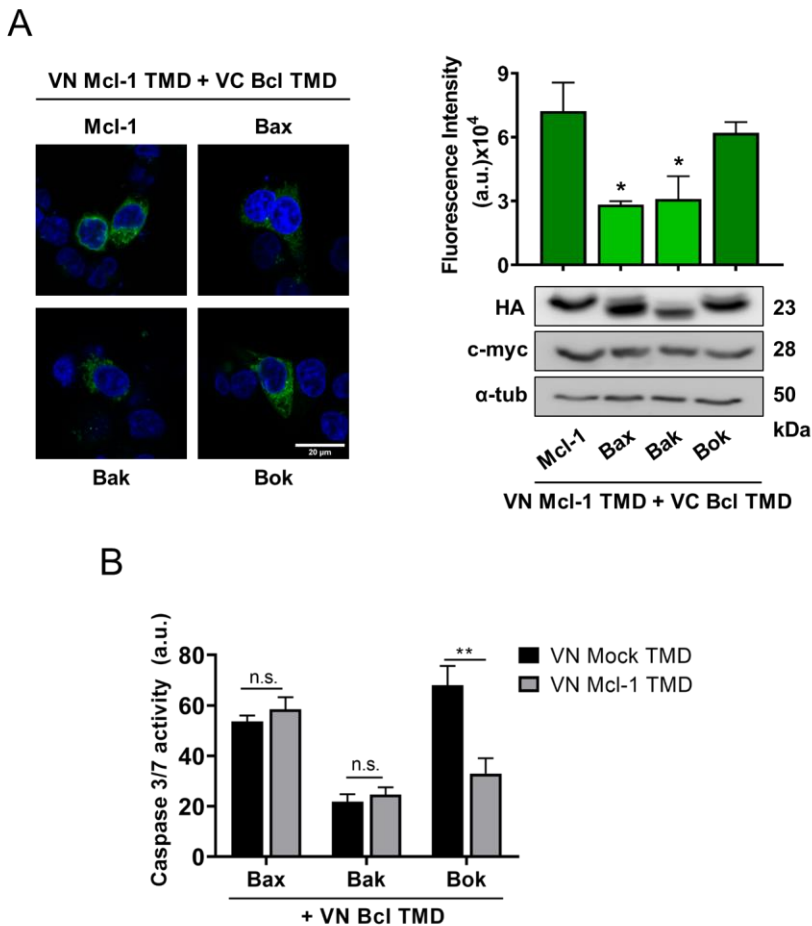 A
VN Mcl-1 TMD + VC Bcl TMD
Mcl-1 Bax
Bak Bok
20 µm
Fluorescence Intensity
(a.u.)x10⁴
9
6
3
0
* *
HA 23
c-myc 28
α-tub 50
kDa
Mcl-1 Bax Bak Bok
VN Mcl-1 TMD + VC Bcl TMD
B
Caspase 3/7 activity (a.u.)
80
60
40
20
0
n.s.
n.s.
**
VN Mock TMD
VN Mcl-1 TMD
Bax Bak Bok
+ VN Bcl TMD